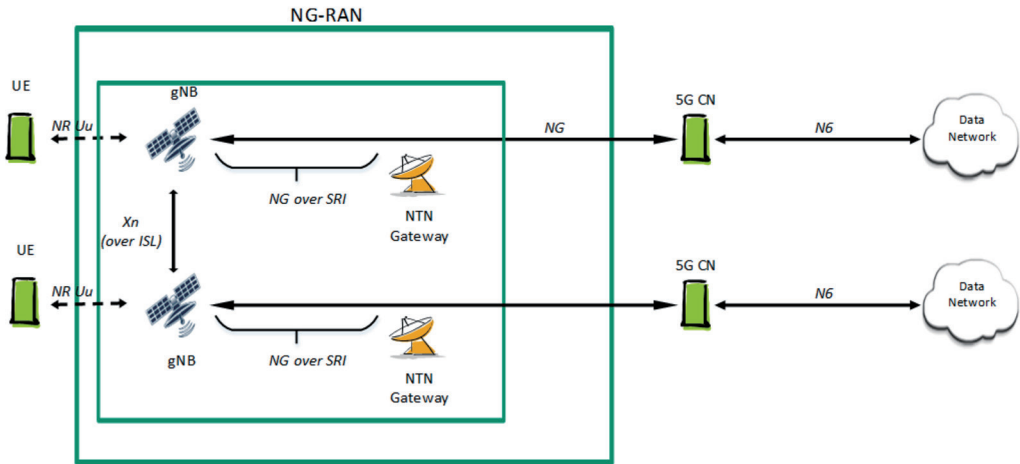 NG-RAN
UE
gNB
5G CN
NR Uu
NG
N6
Data
Network
NG over SRI
NTN
Gateway
Xn
(over ISL)
UE
5G CN
NR Uu
N6
Data
Network
gNB
NG over SRI
NTN
Gateway